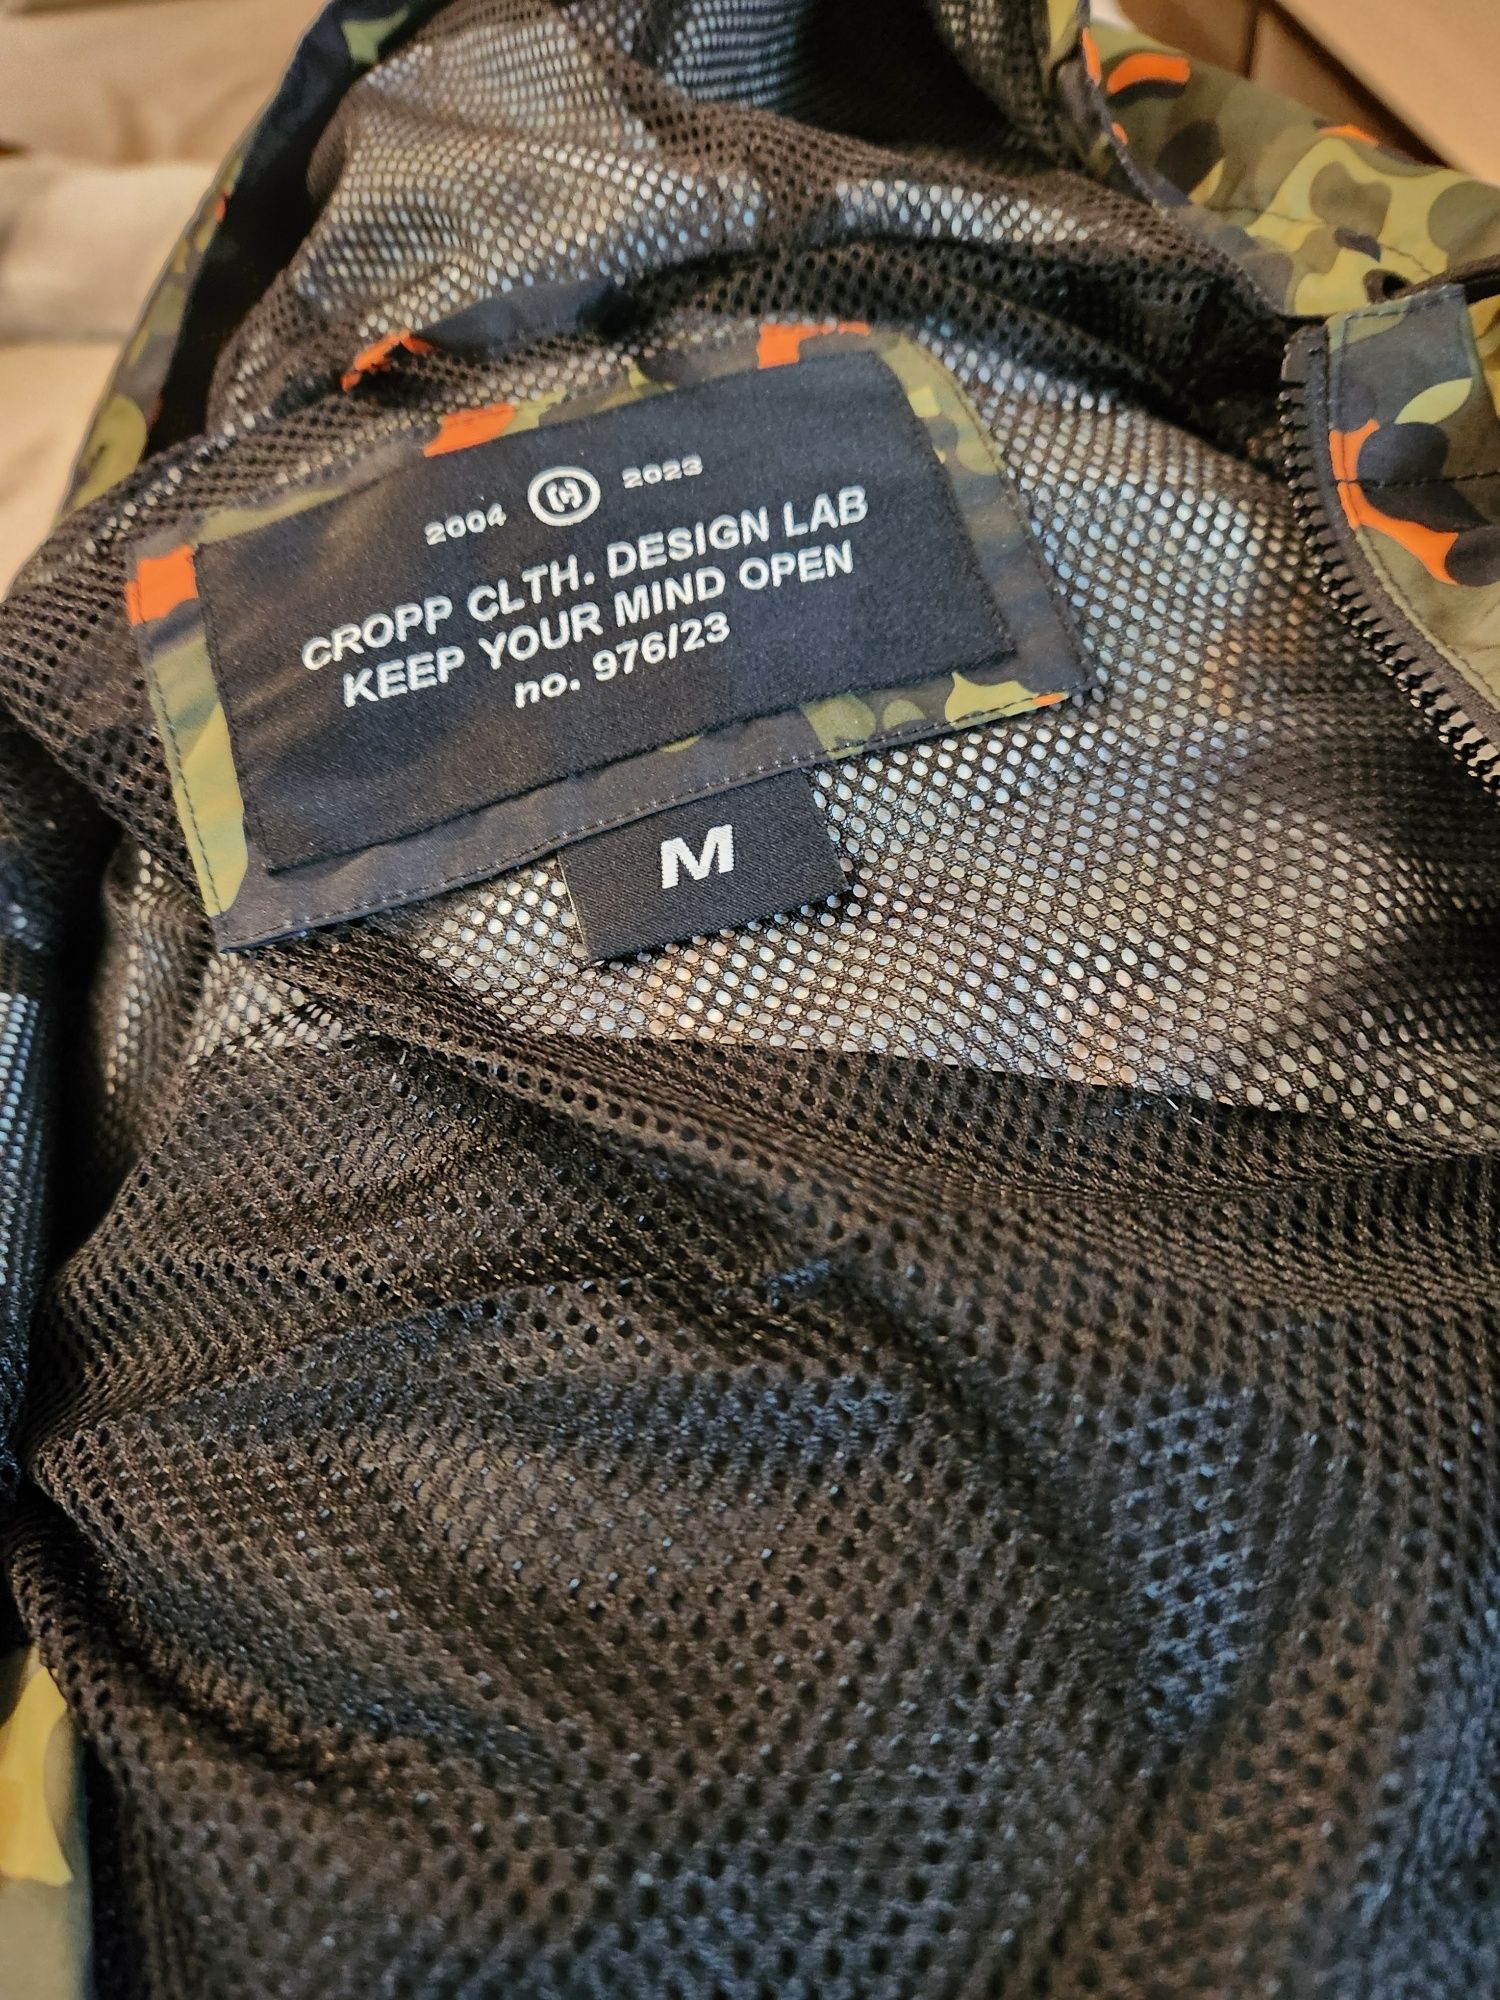 2004 2023
CROPP CLTH. DESIGN LAB
KEEP YOUR MIND OPEN
no. 976/23
M